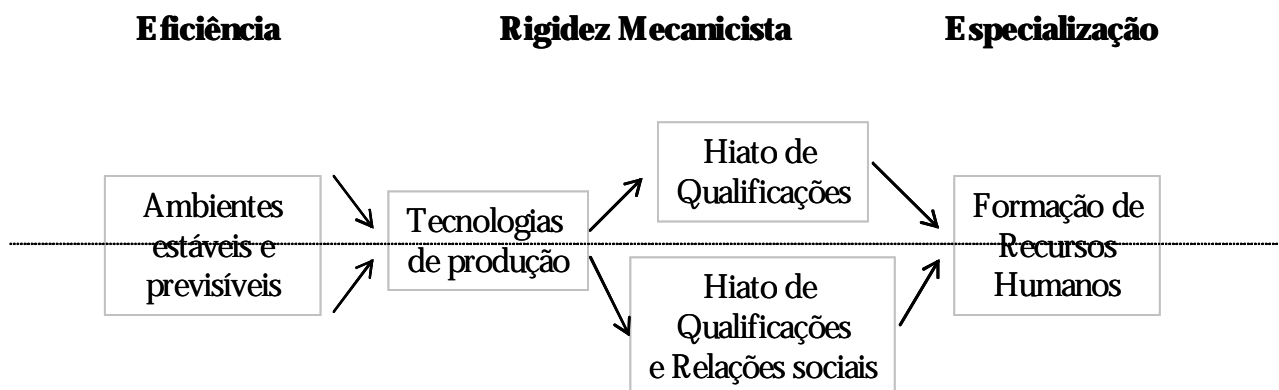 Eficiência
Rigidez Mecanicista
Especialização
Ambientes
estáveis e
previsíveis
Tecnologias
de produção
Hiato de
Qualificações
Hiato de
Qualificações
e Relações sociais
Formação de
Recursos
Humanos